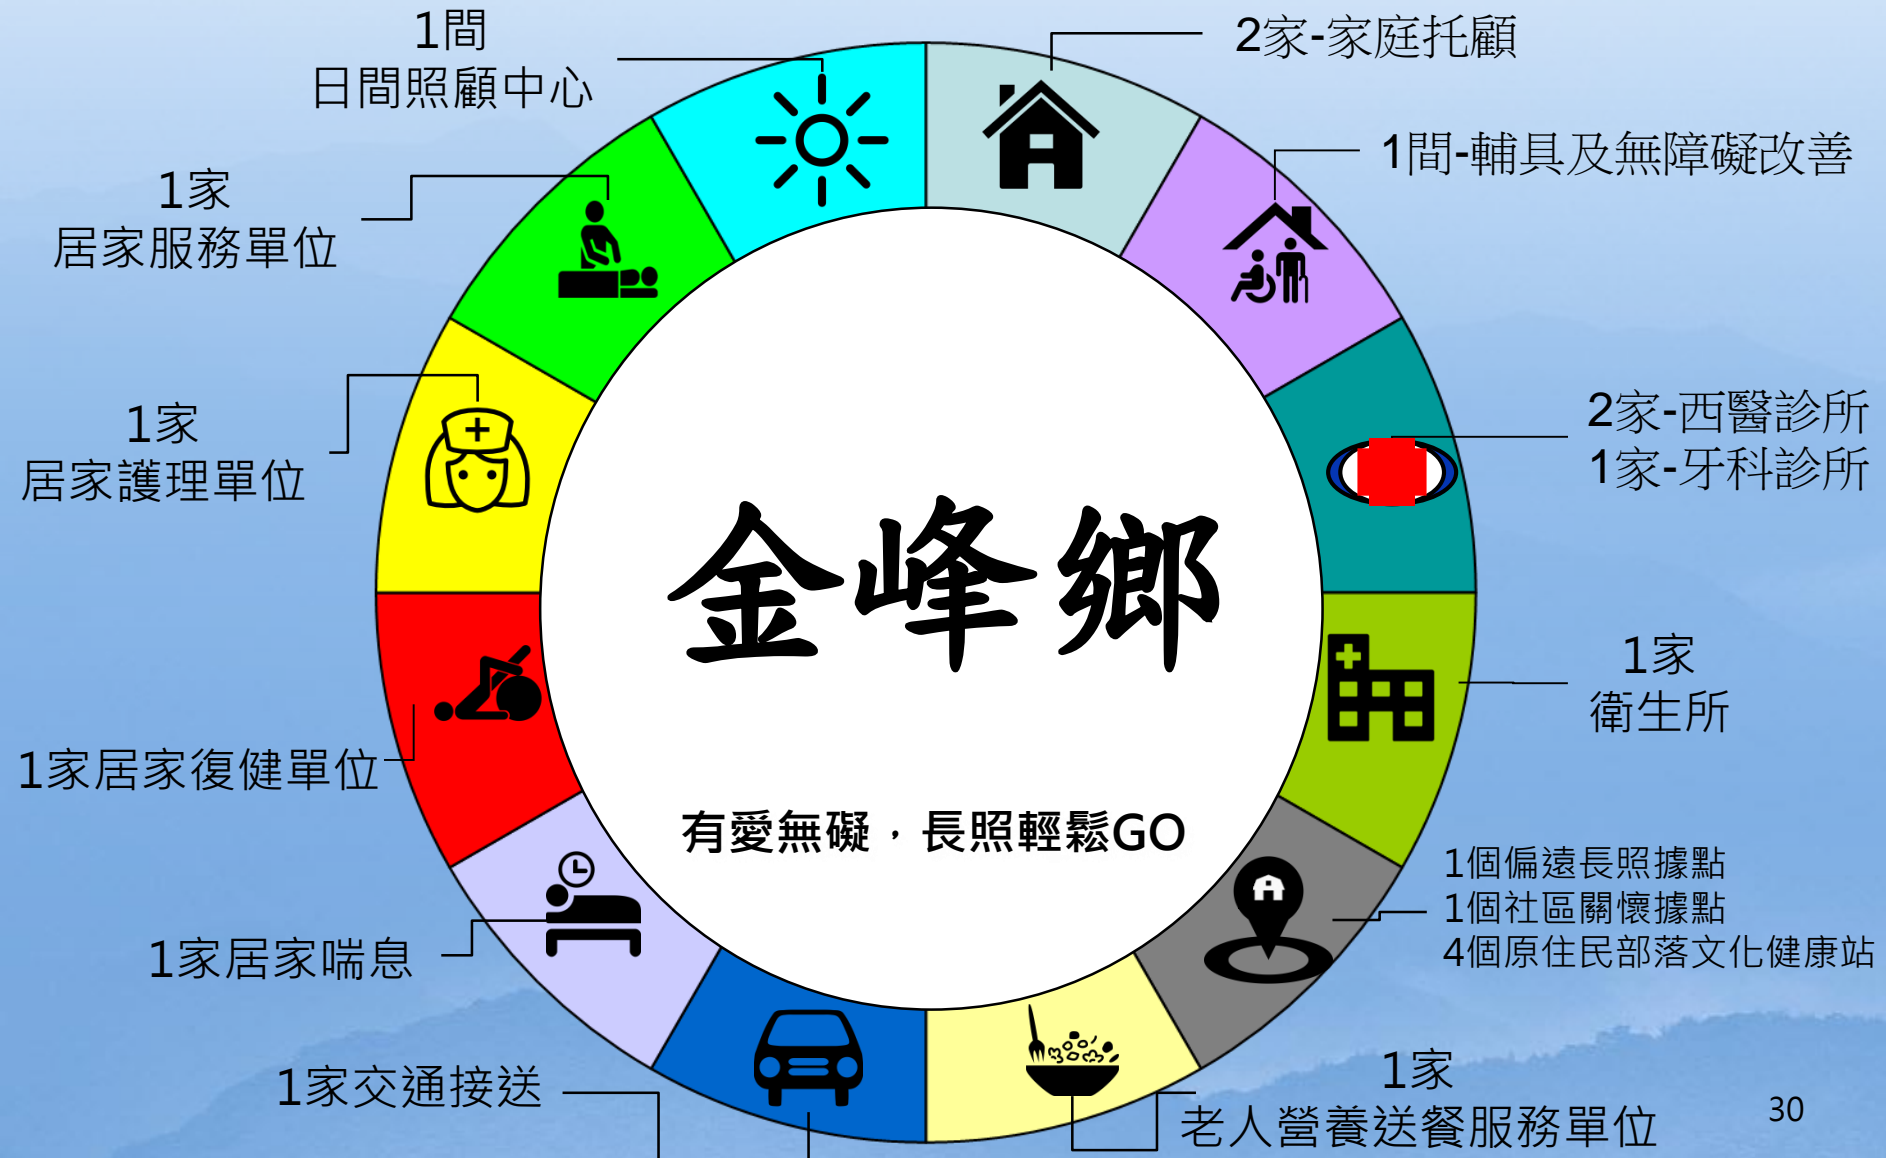 1間
日間照顧中心
2家-家庭托顧
1間-輔具及無障礙改善
1家
居家服務單位
2家-西醫診所
1家-牙科診所
1家
居家護理單位
金峰鄉
1家
衛生所
1家居家復健單位
有愛無礙，長照輕鬆GO
1個偏遠長照據點
1個社區關懷據點
4個原住民部落文化健康站
1家居家喘息
1家交通接送
1家
老人營養送餐服務單位
30